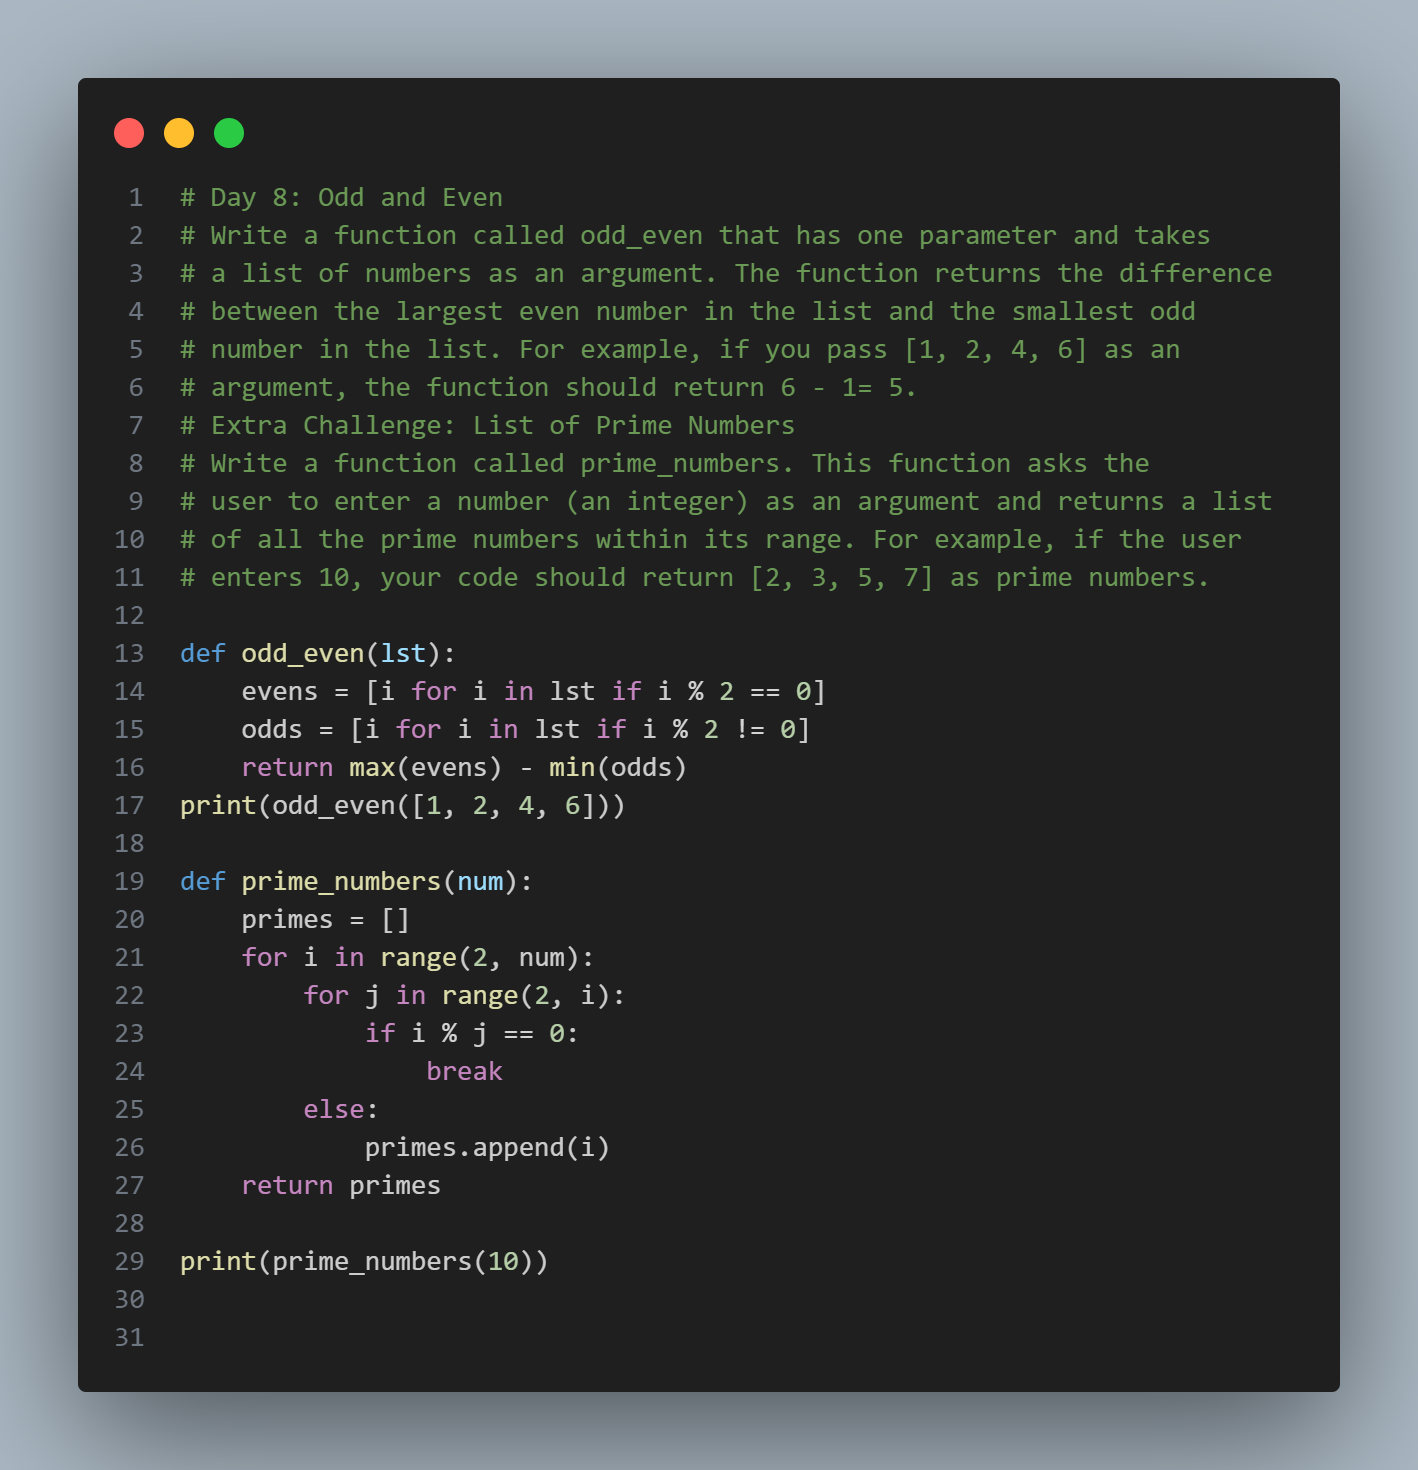 1 # Day 8: Odd and Even
2 # Write a function called odd_even that has one parameter and takes
3 # a list of numbers as an argument. The function returns the difference
4 # between the largest even number in the list and the smallest odd
5 # number in the list. For example, if you pass [1, 2, 4, 6] as an
6 # argument, the function should return 6 - 1= 5.
7 # Extra Challenge: List of Prime Numbers
8 # Write a function called prime_numbers. This function asks the
9 # user to enter a number (an integer) as an argument and returns a list
10 # of all the prime numbers within its range. For example, if the user
11 # enters 10, your code should return [2, 3, 5, 7] as prime numbers.
12
13 def odd_even(lst):
14     evens = [i for i in lst if i % 2 == 0]
15     odds = [i for i in lst if i % 2 != 0]
16     return max(evens) - min(odds)
17 print(odd_even([1, 2, 4, 6]))
18
19 def prime_numbers(num):
20     primes = []
21     for i in range(2, num):
22         for j in range(2, i):
23             if i % j == 0:
24                 break
25         else:
26             primes.append(i)
27     return primes
28
29 print(prime_numbers(10))
30
31